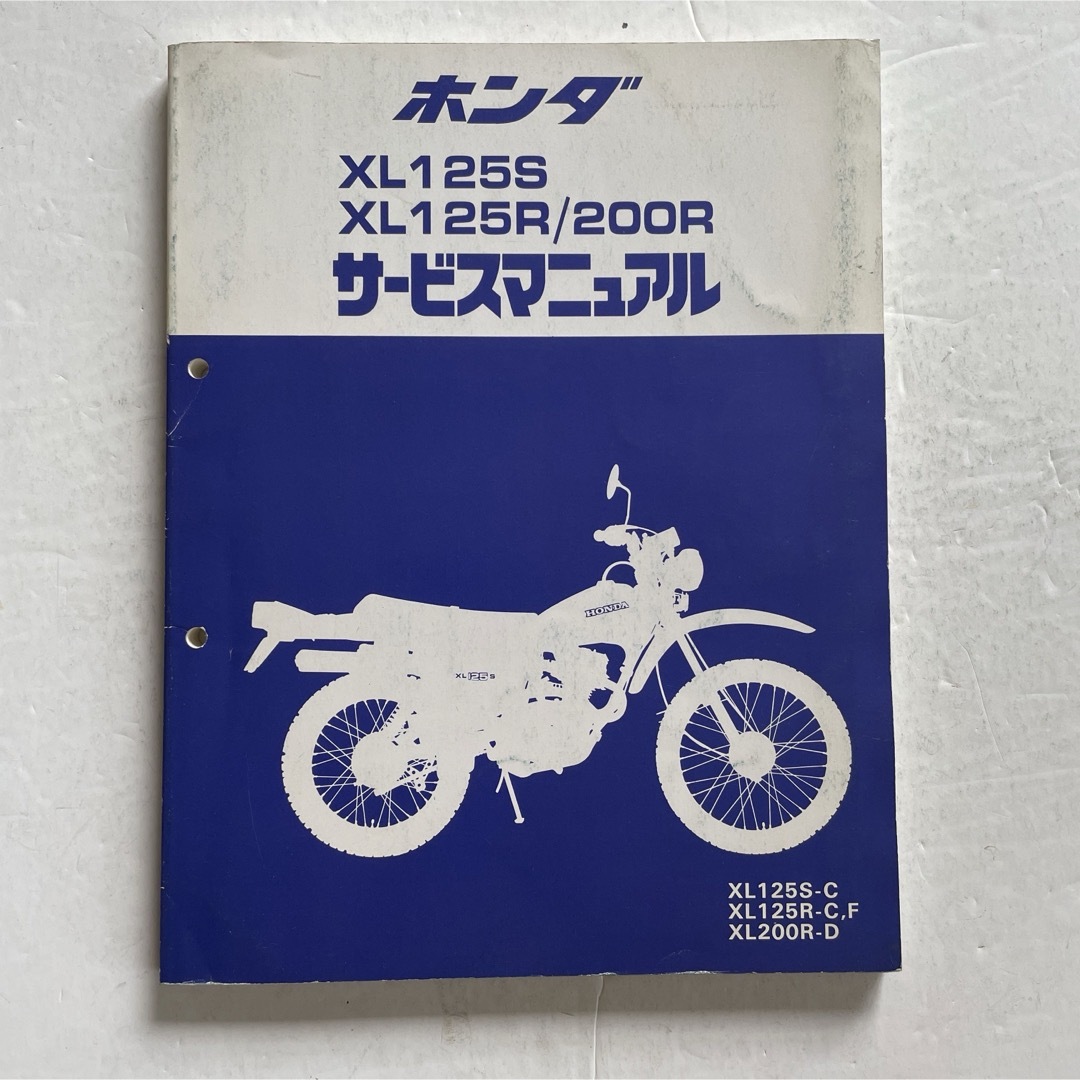 ホンダ
XL125S
XL125R/200R
サービスマニュアル
HONDA
XL125S
XL125S-C
XL125R-C,F
XL200R-D